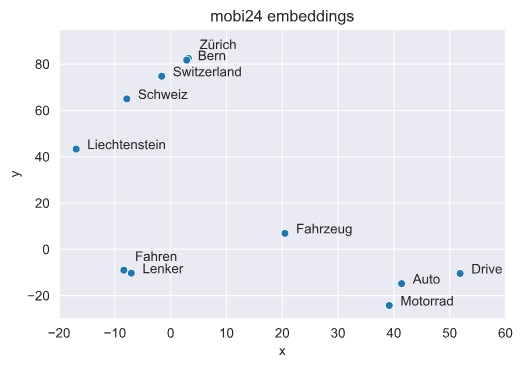 mobi24 embeddings
Zürich
Bern
Switzerland
Schweiz
Liechtenstein
Fahrzeug
Fahren
Lenker
Drive
Auto
Motorrad
80
60
40
20
0
−20
y
−20 −10 0 10 20 30 40 50 60
x